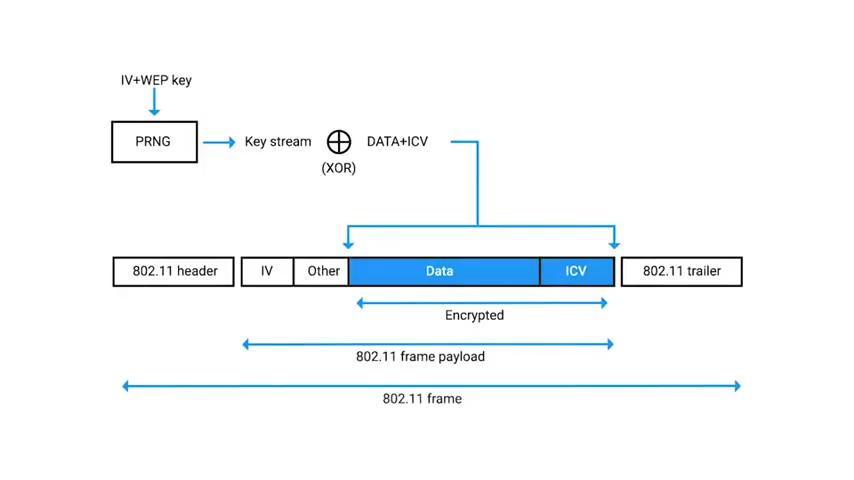 IV+WEP key
PRNG
Key stream
DATA+ICV
(XOR)
802.11 header
IV
Other
Data
ICV
802.11 trailer
Encrypted
802.11 frame payload
802.11 frame